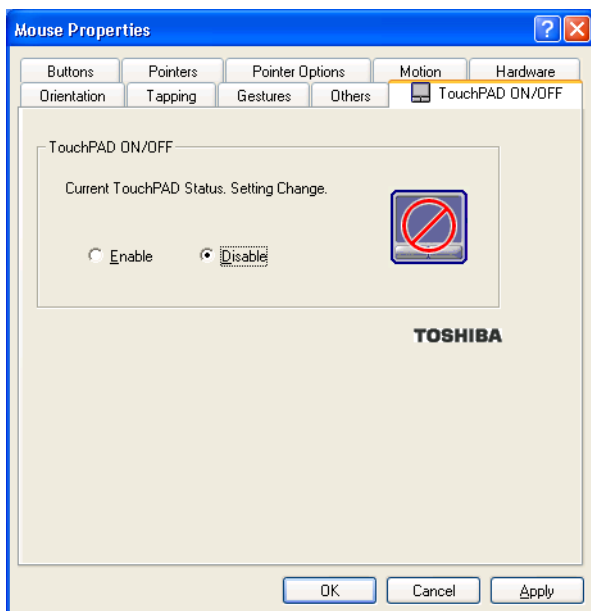 Mouse Properties
Buttons Pointers Pointer Options Motion Hardware
Orientation Tapping Gestures Others TouchPAD ON/OFF
TouchPAD ON/OFF
Current TouchPAD Status. Setting Change.
Enable Disable
TOSHIBA
OK Cancel Apply